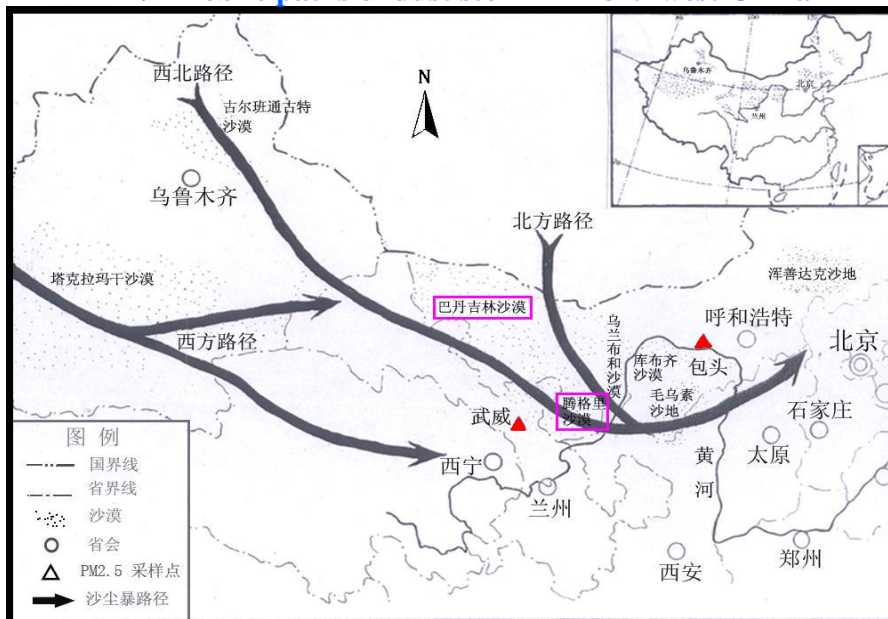 西北路径
古尔班通古特
沙漠
乌鲁木齐
N
北方路径
乌鲁木齐
北京
兰州
塔克拉玛干沙漠
西方路径
巴丹吉林沙漠
乌兰布和沙漠
库布齐
沙漠
毛乌素
沙地
浑善达克沙地
呼和浩特
包头
北京
石家庄
太原
武威
腾格里
沙漠
西宁
兰州
黄河
西安
郑州
图 例
国界线
省界线
沙漠
省会
PM2.5 采样点
沙尘暴路径